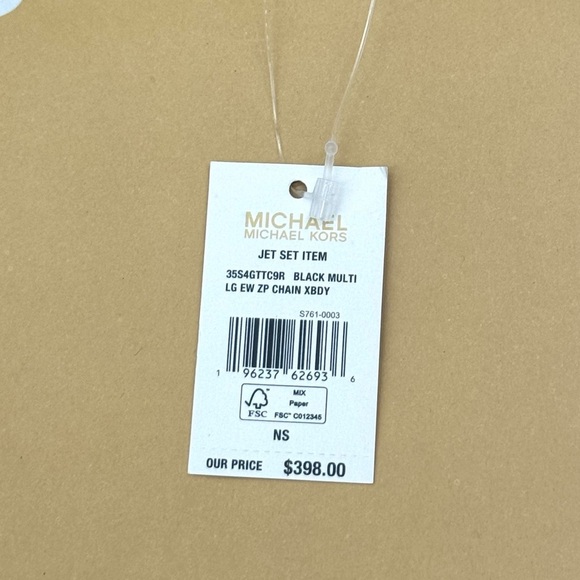 MICHAEL
MICHAEL KORS
JET SET ITEM
35S4GTTC9R BLACK MULTI
LG EW ZP CHAIN XBDY
S761-0003
1 96237 62693 6
MIX
Paper
FSC™ C012345
FSC
NS
OUR PRICE $398.00